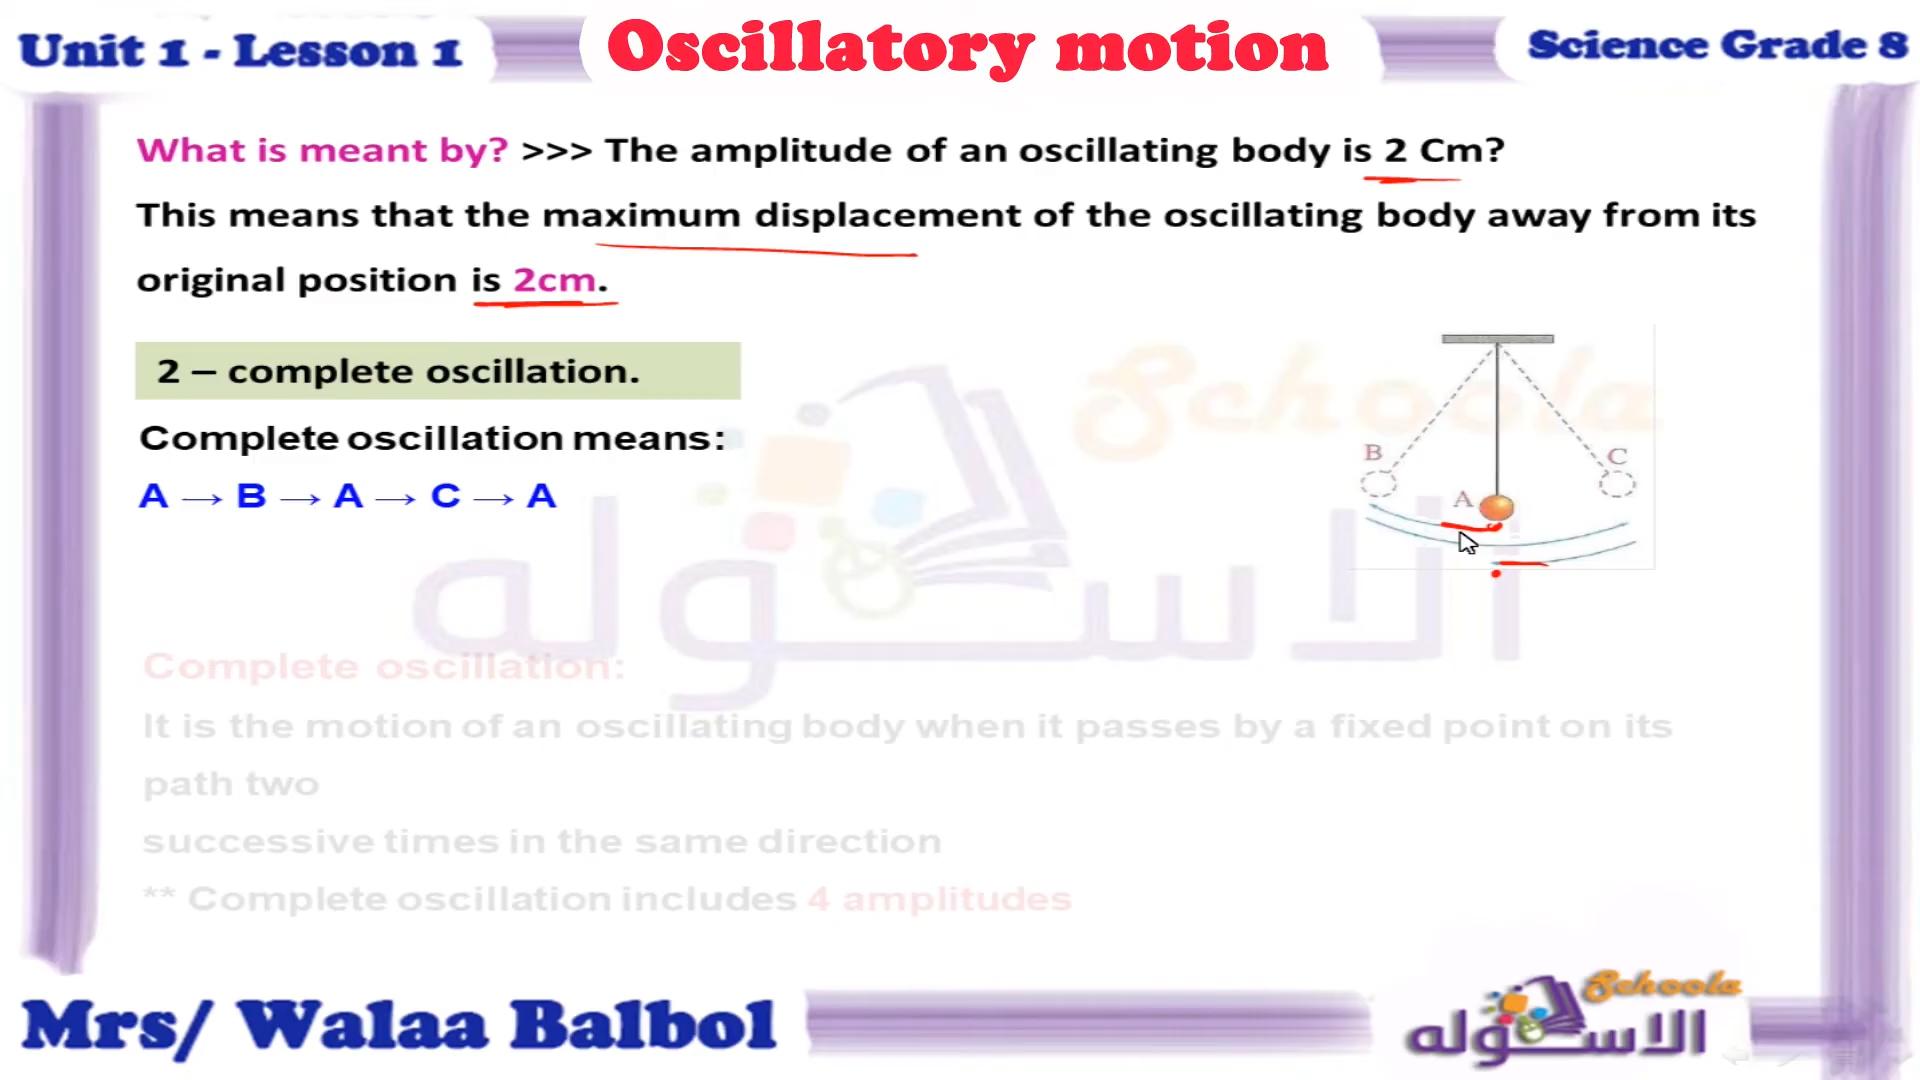 Unit 1 - Lesson 1
Oscillatory motion
Science Grade 8
What is meant by? >>> The amplitude of an oscillating body is 2 Cm?
This means that the maximum displacement of the oscillating body away from its
original position is 2cm.
2 – complete oscillation.
Complete oscillation means:
A → B → A → C → A
B
C
A
Schoola
الاسكوله
Complete oscillation:
It is the motion of an oscillating body when it passes by a fixed point on its
path two
successive times in the same direction
** Complete oscillation includes 4 amplitudes
Mrs/ Walaa Balbol
Schoola
الاسكوله